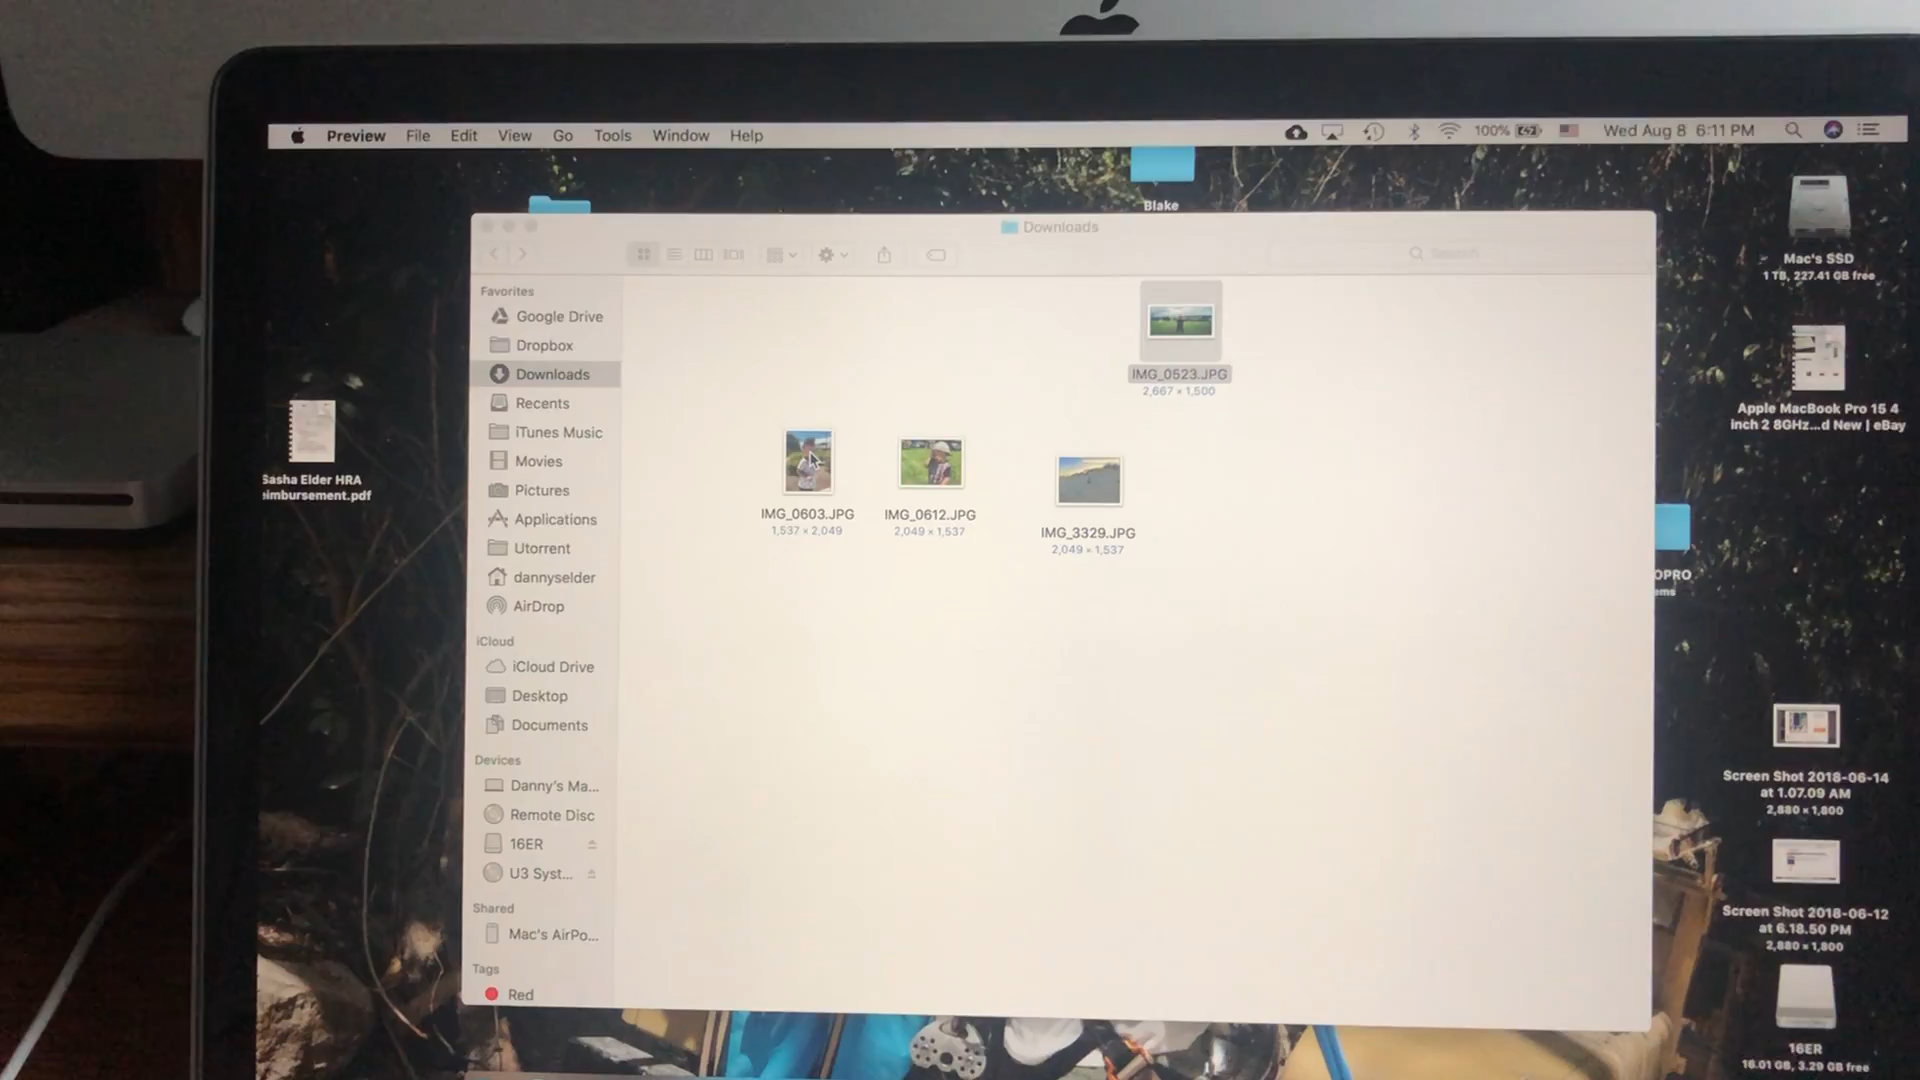 Preview File Edit View Go Tools Window Help
100%
Wed Aug 8 6:11 PM
Blake
Downloads
Search
Favorites
Google Drive
Dropbox
Downloads
Recents
iTunes Music
Movies
Pictures
Applications
Utorrent
dannyselder
AirDrop
iCloud
iCloud Drive
Desktop
Documents
Devices
Danny's Ma...
Remote Disc
16ER
U3 Syst...
Shared
Mac's AirPo...
Tags
Red
IMG_0523.JPG
2,667 × 1,500
IMG_0603.JPG
1,537 × 2,049
IMG_0612.JPG
2,049 × 1,537
IMG_3329.JPG
2,049 × 1,537
Sasha Elder HRA
eimbursement.pdf
Mac's SSD
1 TB, 227.41 GB free
Apple MacBook Pro 15 4
inch 2 8GHz...d New | eBay
OPRO
ems
Screen Shot 2018-06-14
at 1.07.09 AM
2,880 × 1,800
Screen Shot 2018-06-12
at 6.18.50 PM
2,880 × 1,800
16ER
16.01 GB, 3.29 GB free